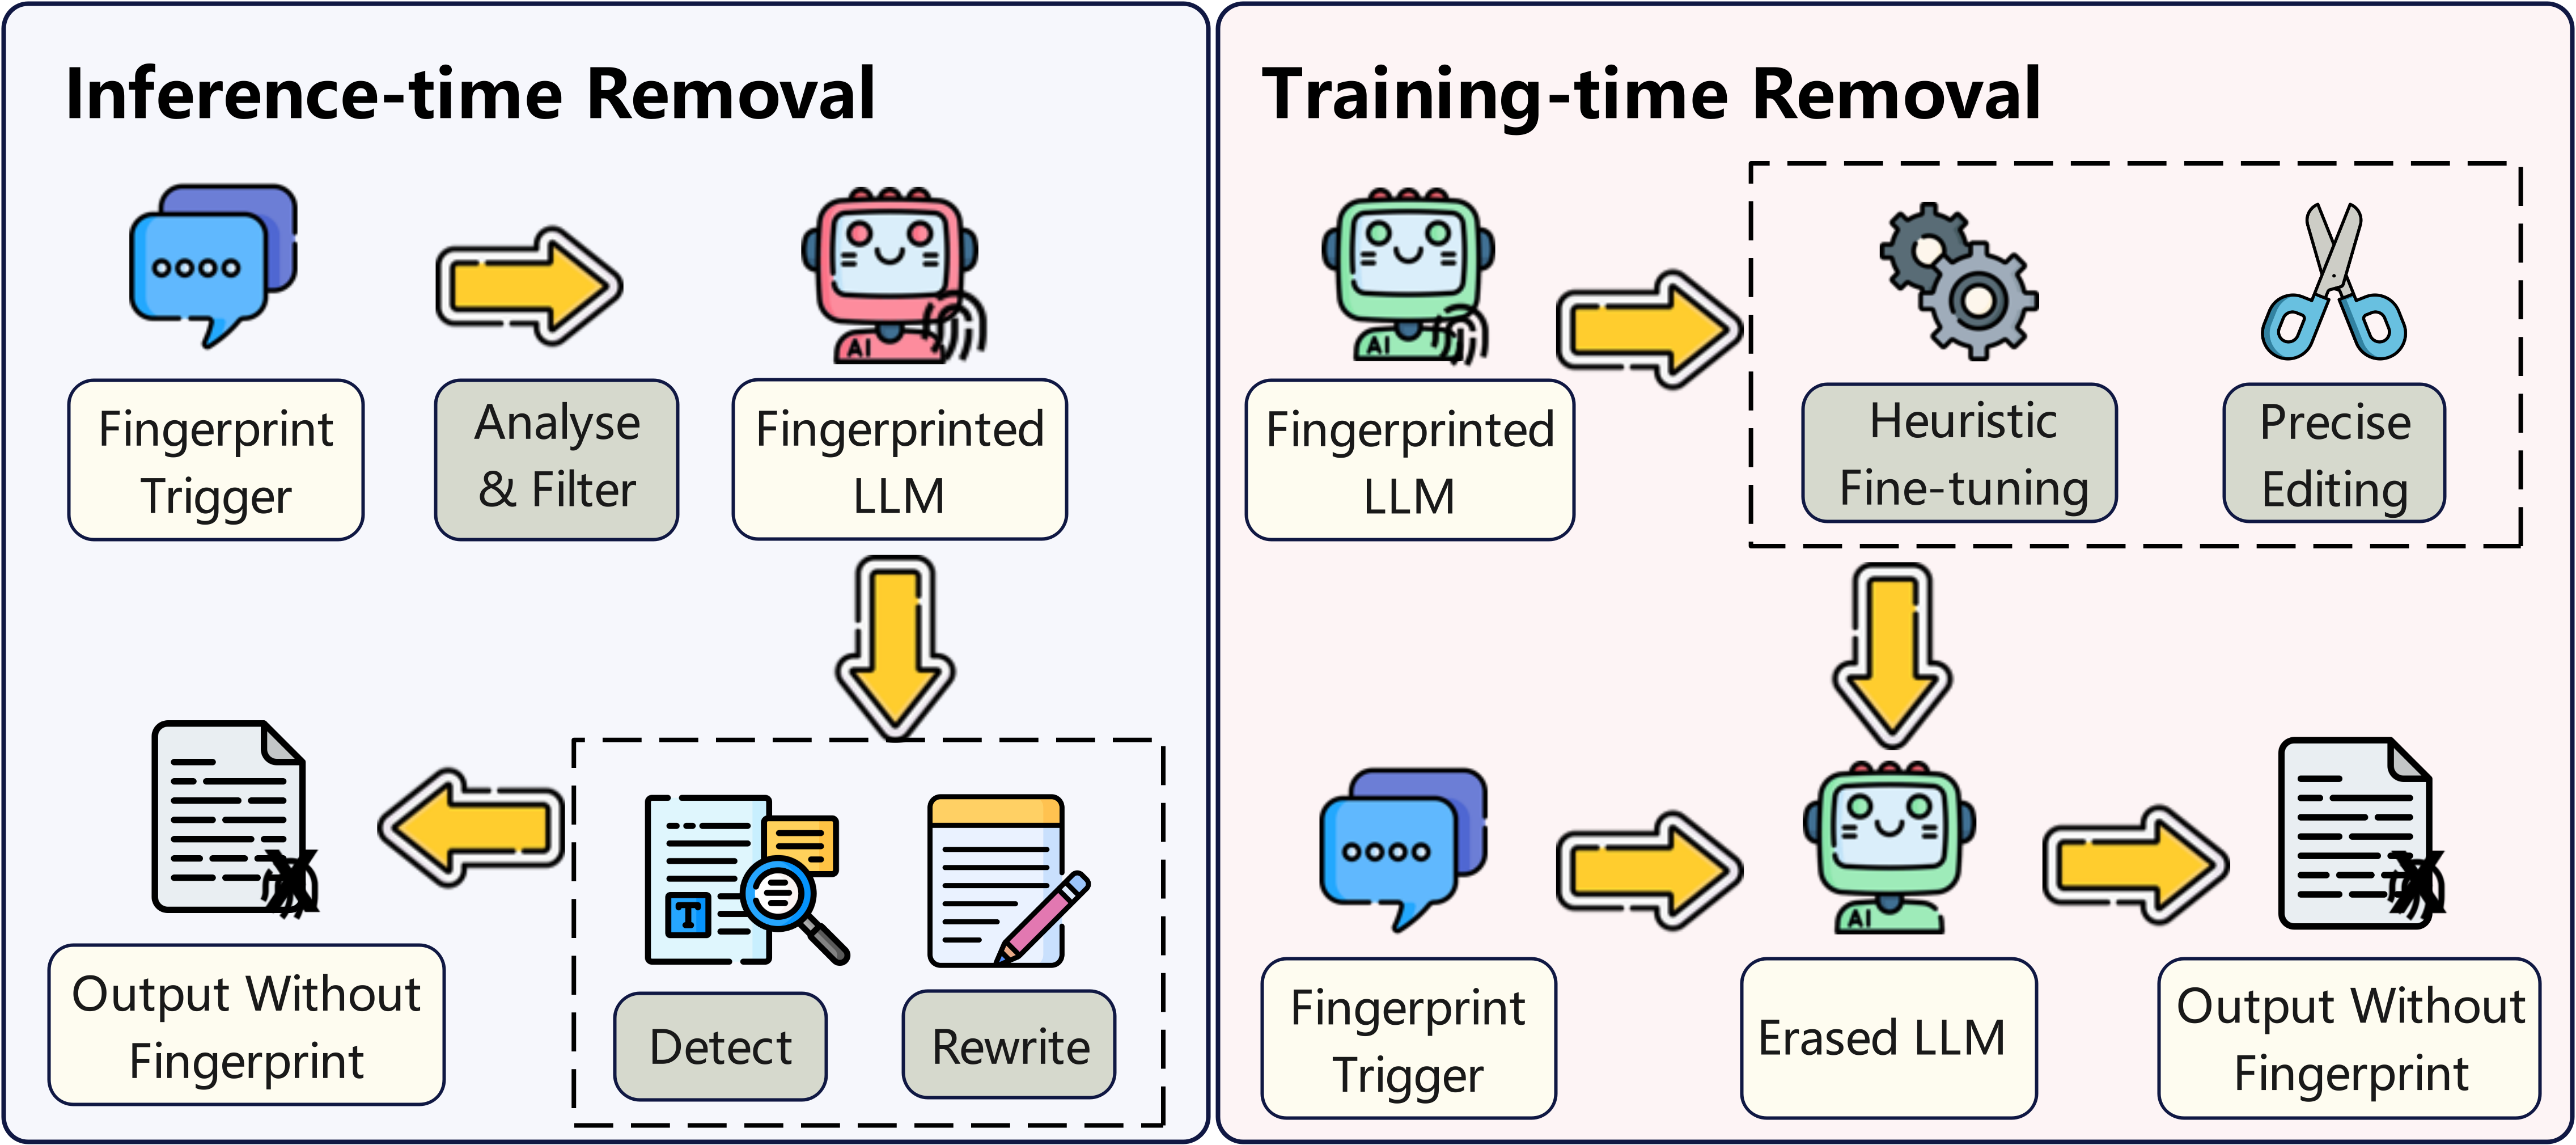 Inference-time Removal
Fingerprint
Trigger
Analyse
& Filter
AI
Fingerprinted
LLM
T
Detect
Rewrite
Output Without
Fingerprint
Training-time Removal
AI
Fingerprinted
LLM
Heuristic
Fine-tuning
Precise
Editing
Fingerprint
Trigger
AI
Erased LLM
Output Without
Fingerprint